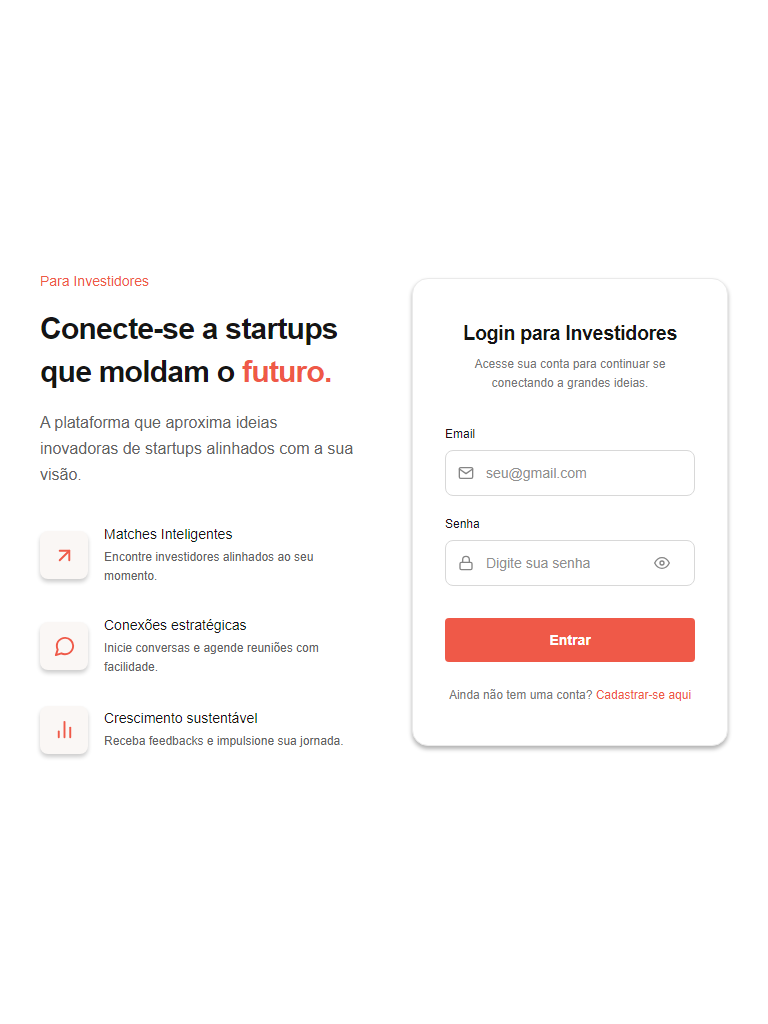 Para Investidores
Conecte-se a startups
que moldam o futuro.
A plataforma que aproxima ideias
inovadoras de startups alinhados com a sua
visão.
Matches Inteligentes
Encontre investidores alinhados ao seu
momento.
Conexões estratégicas
Inicie conversas e agende reuniões com
facilidade.
Crescimento sustentável
Receba feedbacks e impulsione sua jornada.
Login para Investidores
Acesse sua conta para continuar se
conectando a grandes ideias.
Email
seu@gmail.com
Senha
Digite sua senha
Entrar
Ainda não tem uma conta? Cadastrar-se aqui